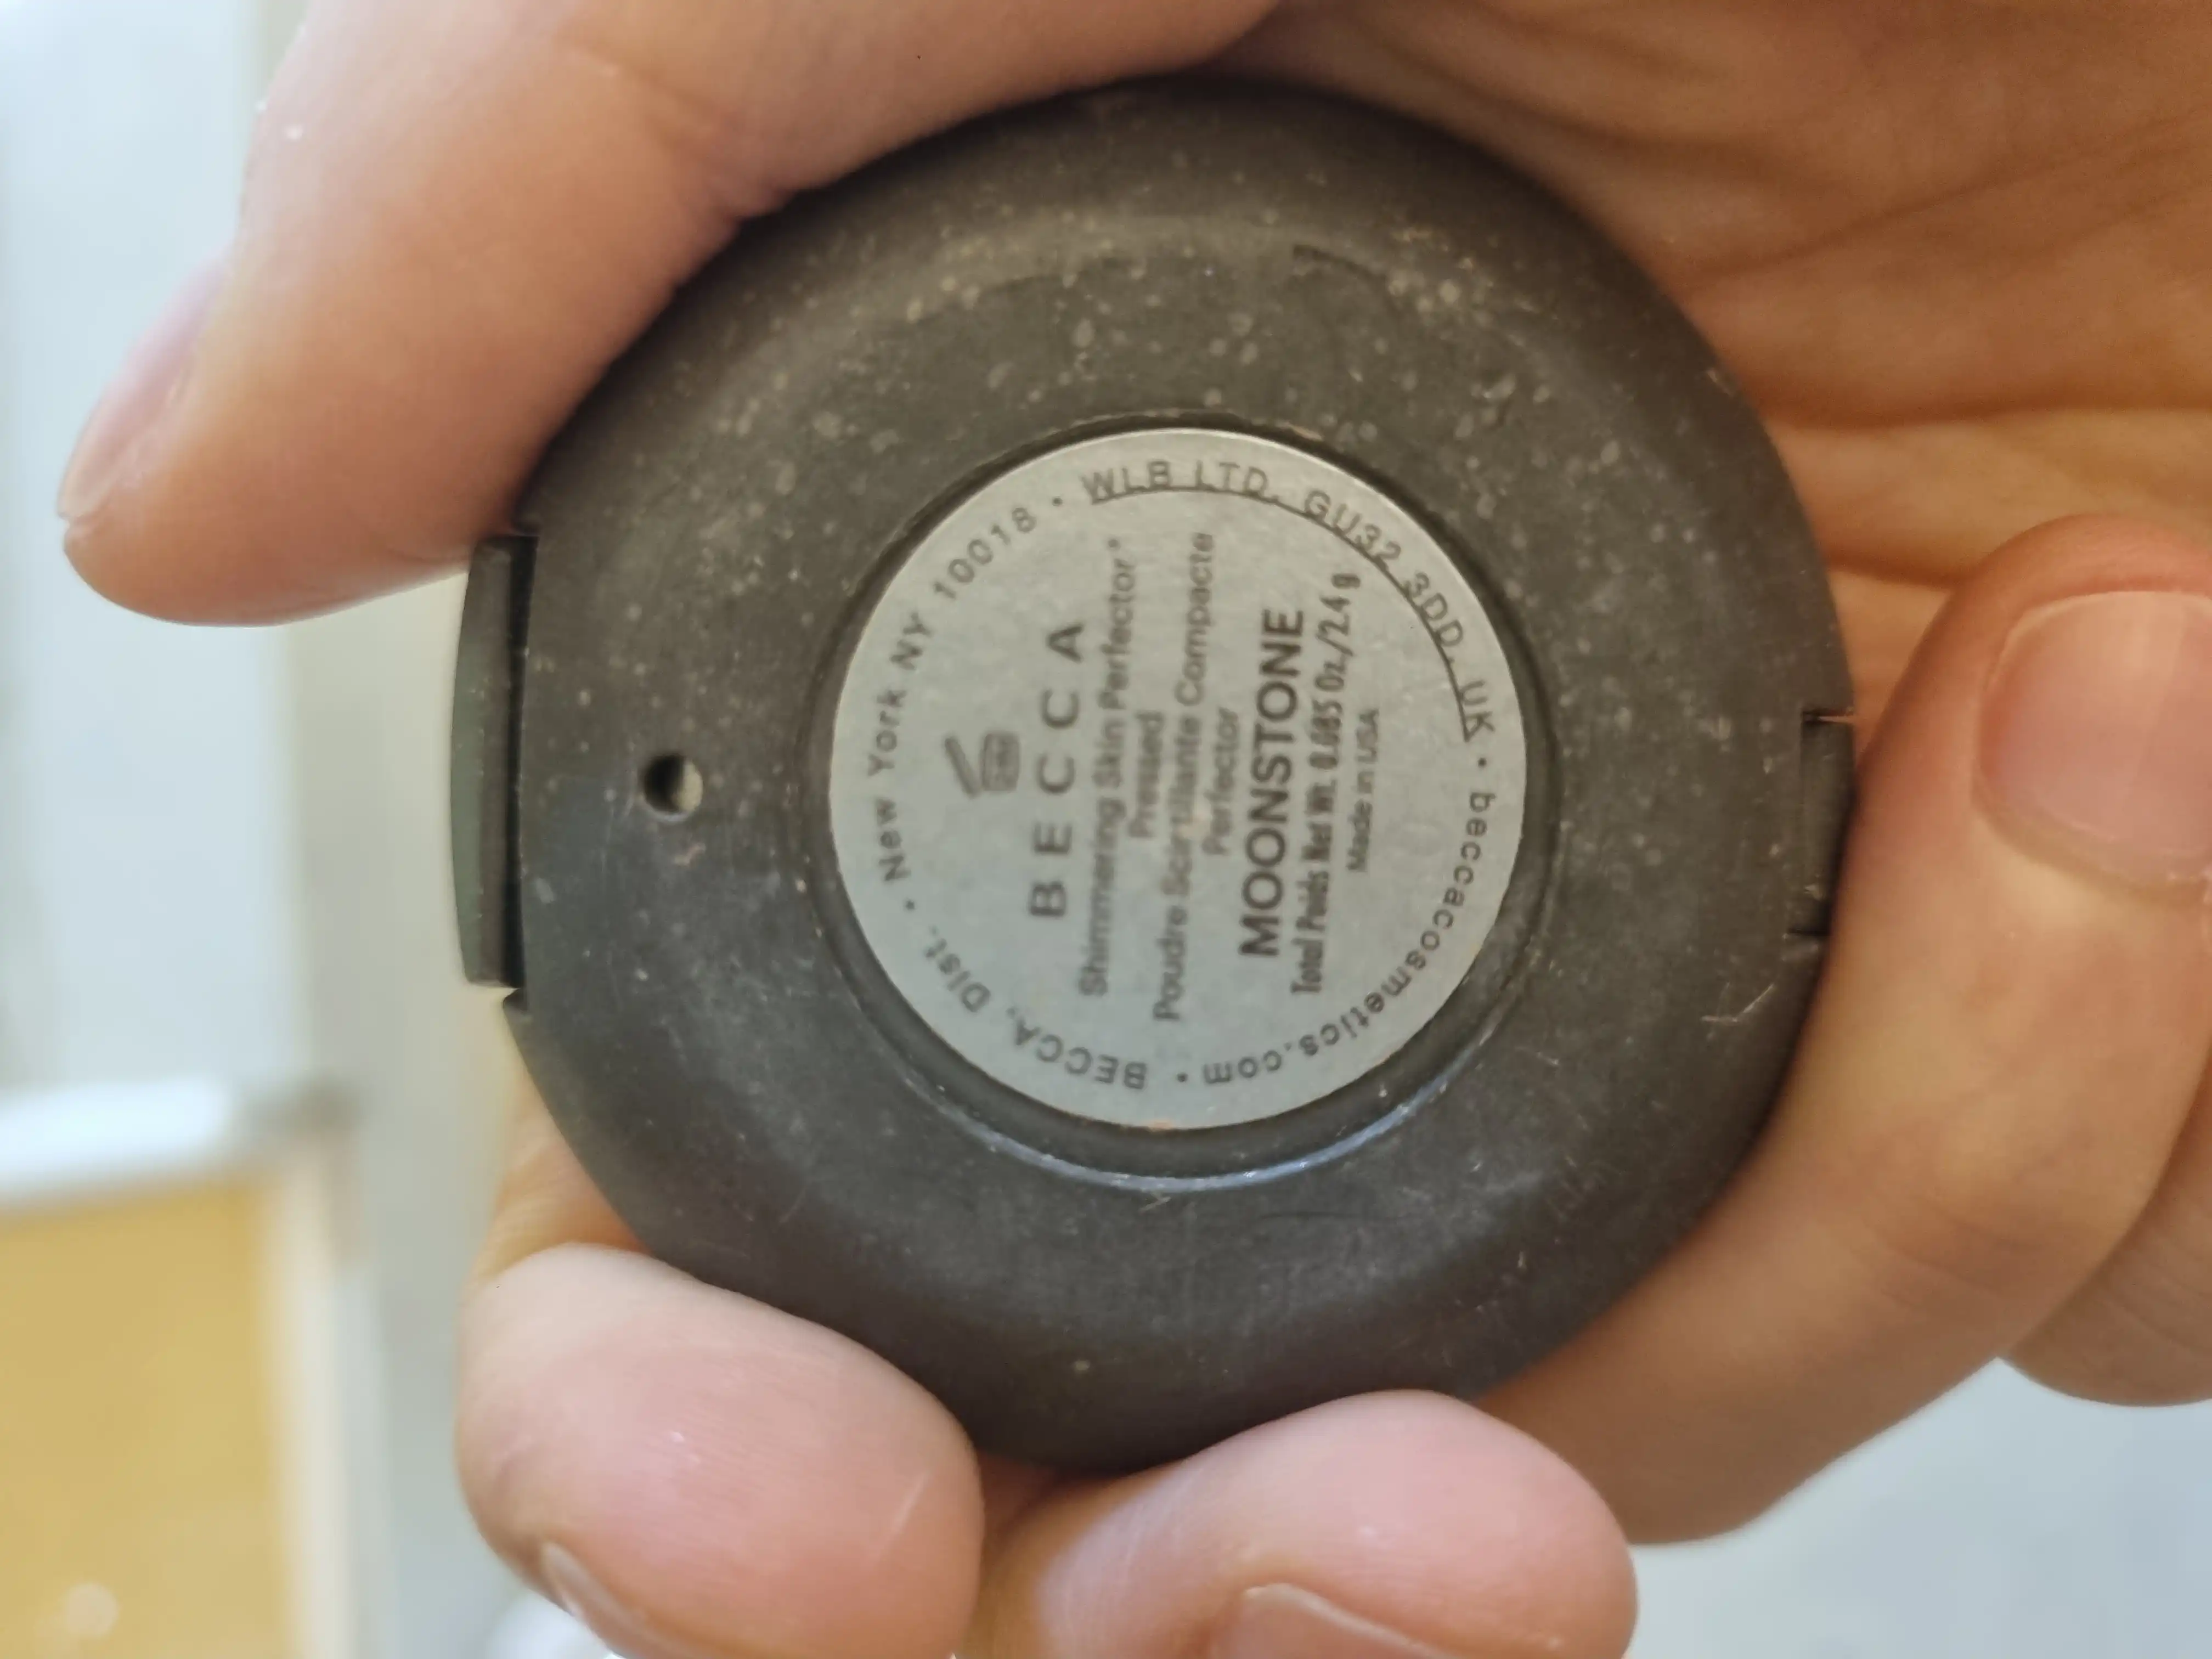 BECCA
Shimmering Skin Perfector®
Pressed
Poudre Scintillante Compacte
Perfector
MOONSTONE
Total Poids Net Wt. 0.085 Oz./2.4 g
Made in USA
BECCA, Dist. • New York NY 10018 • WLB LTD. GU32 3DD. UK • beccacosmetics.com •